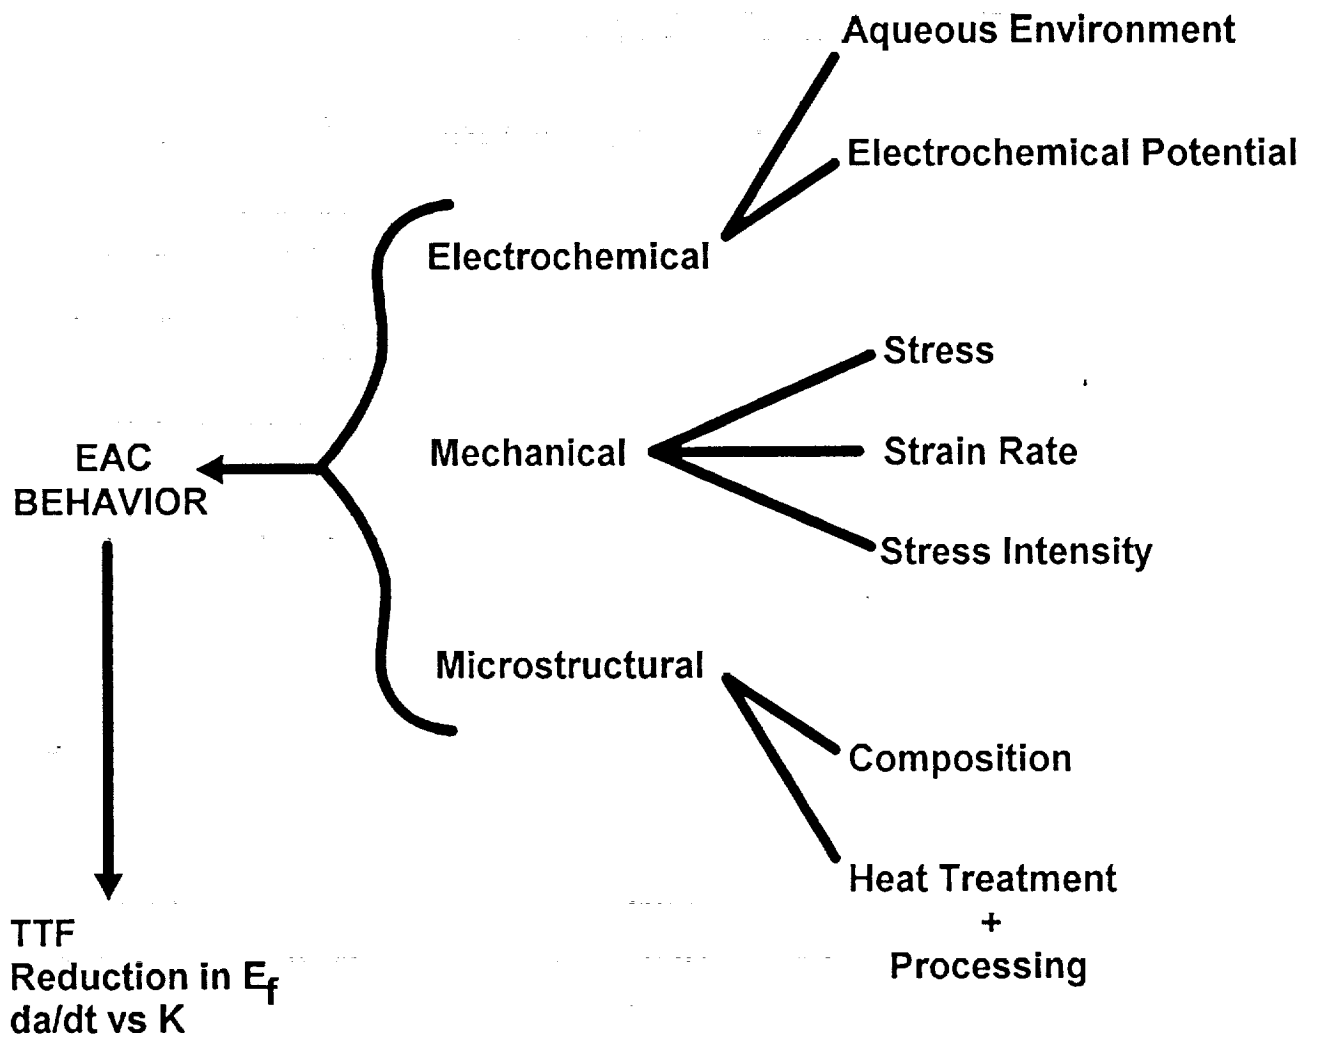 Aqueous Environment
Electrochemical Potential
Electrochemical
Stress
Mechanical
Strain Rate
EAC
BEHAVIOR
Stress Intensity
Microstructural
Composition
Heat Treatment
+
Processing
TTF
Reduction in Ef
da/dt vs K